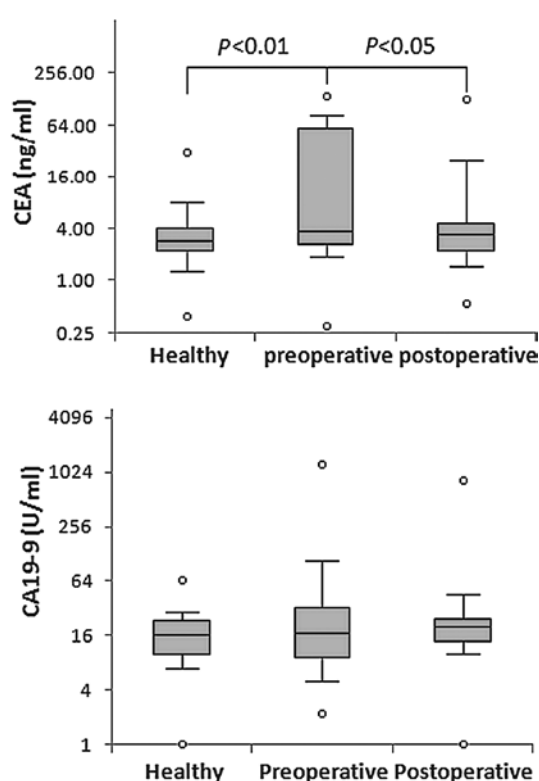 P<0.01 P<0.05
CEA (ng/ml)
256.00
64.00
16.00
4.00
1.00
0.25
Healthy preoperative postoperative
CA19-9 (U/ml)
4096
1024
256
64
16
4
1
Healthy Preoperative Postoperative